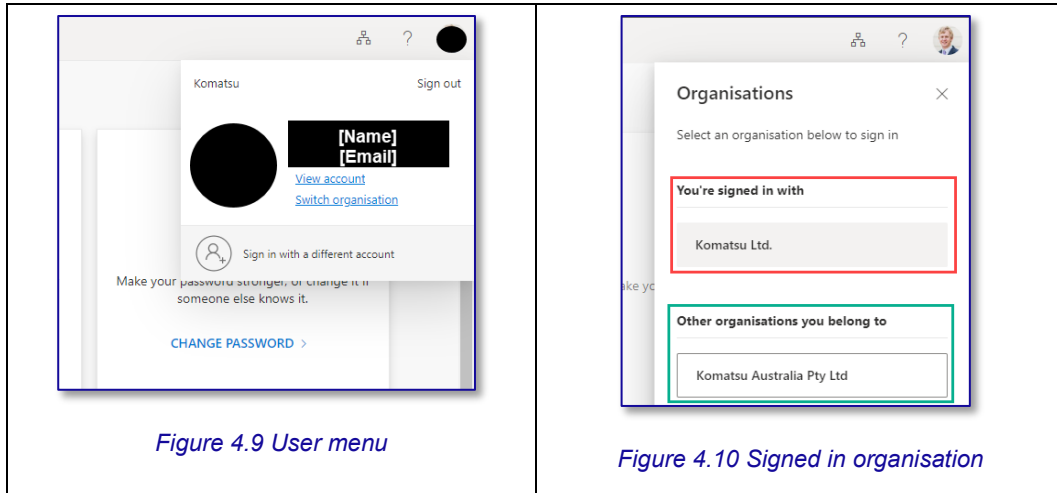 ?
Komatsu Sign out
[Name]
[Email]
View account
Switch organisation
Sign in with a different account
Make your password stronger, or change it if
someone else knows it.
CHANGE PASSWORD >
Figure 4.9 User menu
?
Organisations
Select an organisation below to sign in
You're signed in with
Komatsu Ltd.
Other organisations you belong to
Komatsu Australia Pty Ltd
Figure 4.10 Signed in organisation